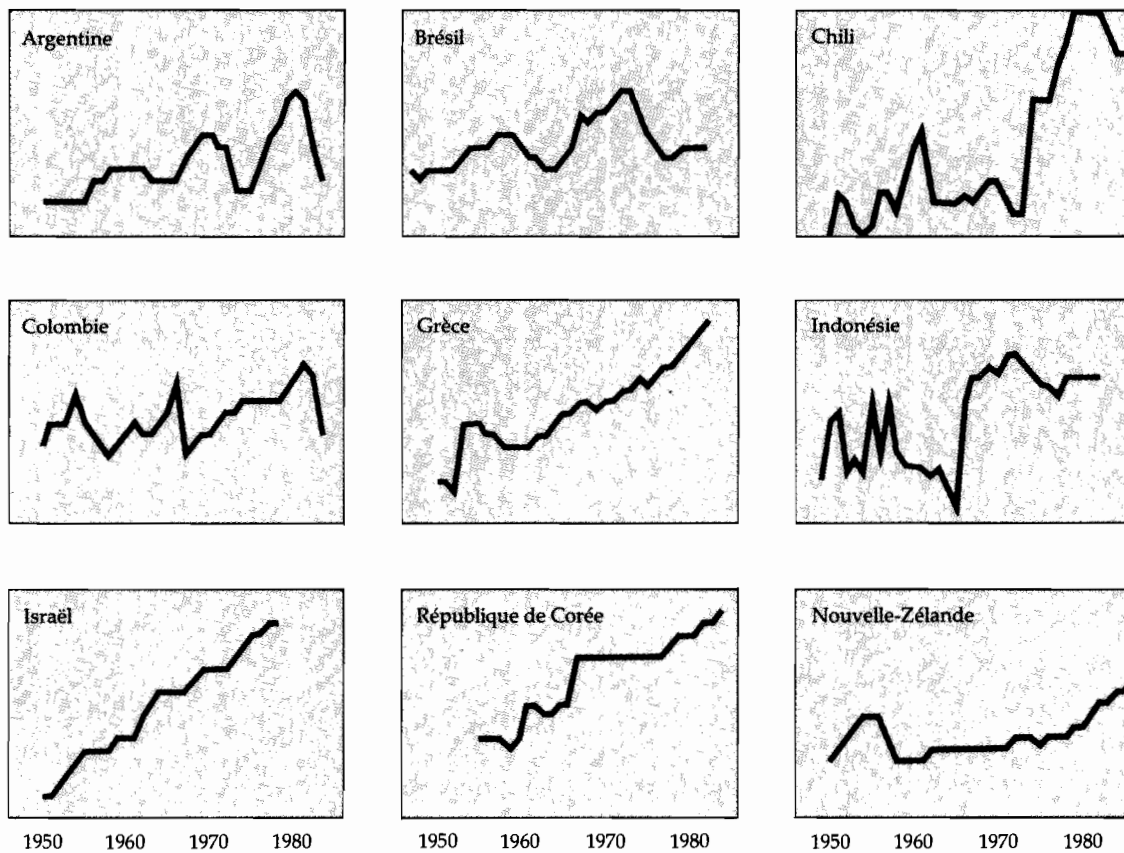 Argentine
Brésil
Chili
Colombie
Grèce
Indonésie
Israël
République de Corée
Nouvelle-Zélande
1950 1960 1970 1980
1950 1960 1970 1980
1950 1960 1970 1980